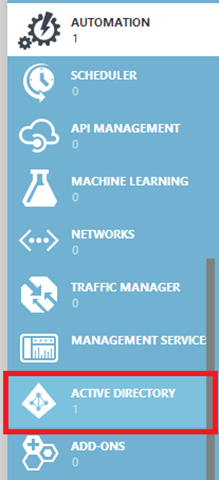 AUTOMATION
1
SCHEDULER
0
API MANAGEMENT
0
MACHINE LEARNING
0
NETWORKS
0
TRAFFIC MANAGER
0
MANAGEMENT SERVICE
ACTIVE DIRECTORY
1
ADD-ONS
0